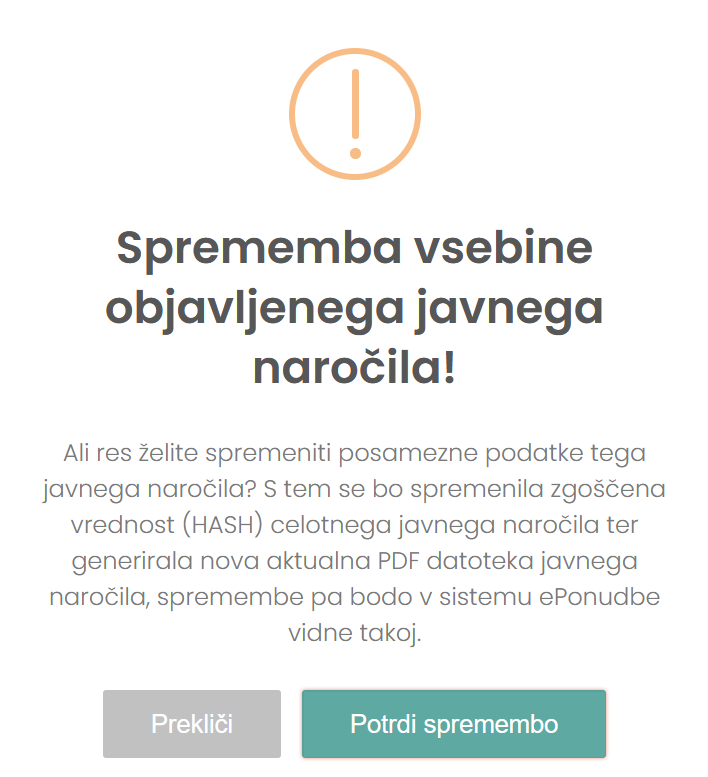 Sprememba vsebine
objavljenega javnega
naročila!
Ali res želite spremeniti posamezne podatke tega
javnega naročila? S tem se bo spremenila zgoščena
vrednost (HASH) celotnega javnega naročila ter
generirala nova aktualna PDF datoteka javnega
naročila, spremembe pa bodo v sistemu ePonudbe
vidne takoj.
Prekliči
Potrdi spremembo